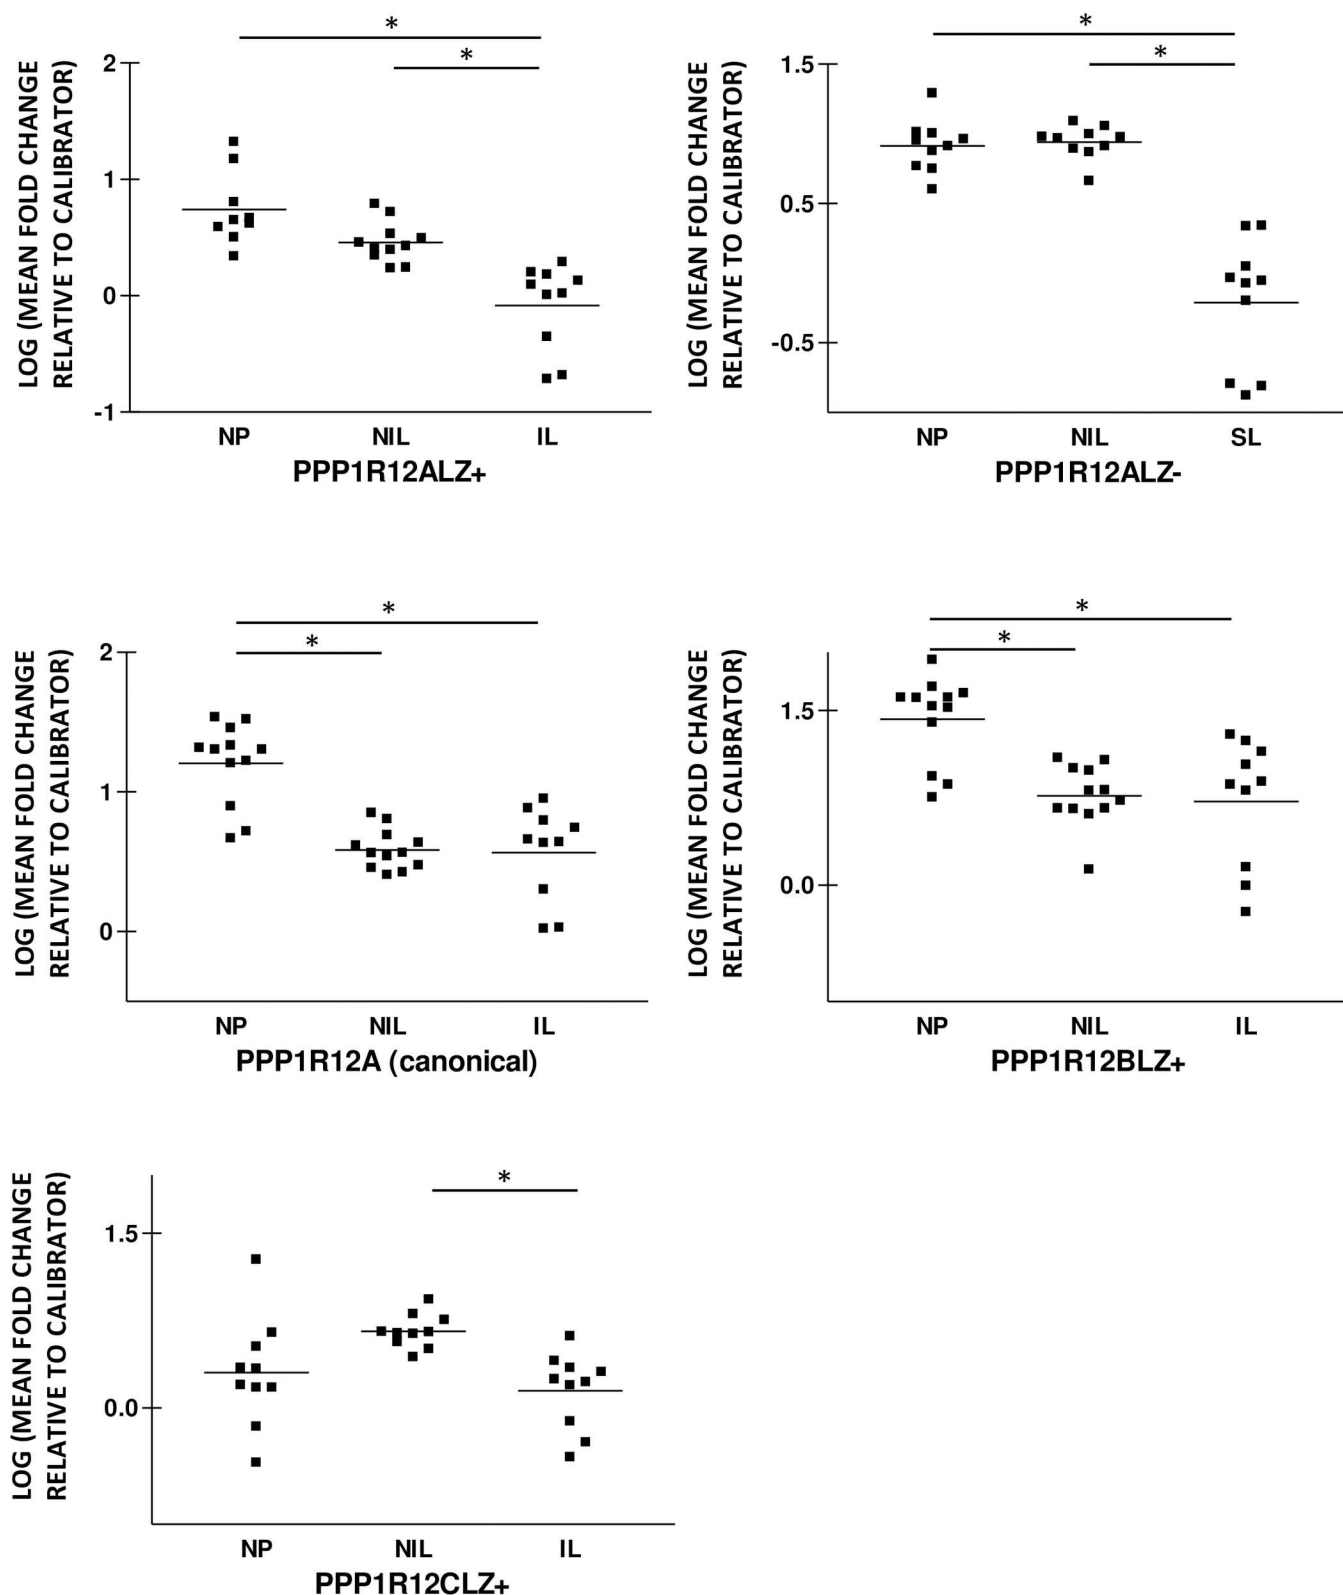 *
*
LOG (MEAN FOLD CHANGE
RELATIVE TO CALIBRATOR)
2
1
0
-1
NP NIL IL
PPP1R12ALZ+
*
*
LOG (MEAN FOLD CHANGE
RELATIVE TO CALIBRATOR)
1.5
0.5
-0.5
NP NIL SL
PPP1R12ALZ-
*
*
LOG (MEAN FOLD CHANGE
RELATIVE TO CALIBRATOR)
2
1
0
NP NIL IL
PPP1R12A (canonical)
*
*
LOG (MEAN FOLD CHANGE
RELATIVE TO CALIBRATOR)
1.5
0.0
NP NIL IL
PPP1R12BLZ+
*
LOG (MEAN FOLD CHANGE
RELATIVE TO CALIBRATOR)
1.5
0.0
NP NIL IL
PPP1R12CLZ+